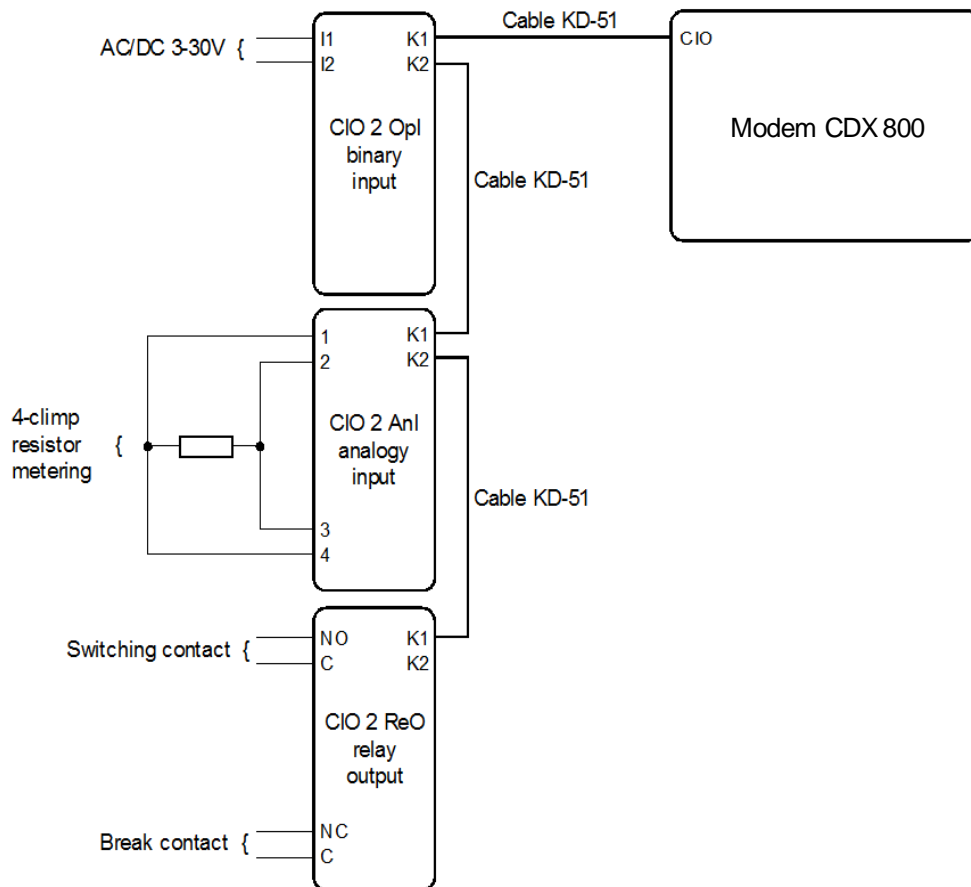 Cable KD-51
AC/DC 3-30V {
I1
I2
K1
K2
CIO 2 OpI
binary
input
CIO
Modem CDX 800
Cable KD-51
4-climp
resistor
metering
{
1
2
K1
K2
CIO 2 AnI
analogy
input
3
4
Cable KD-51
Switching contact {
NO
C
K1
K2
CIO 2 ReO
relay
output
Break contact {
NC
C